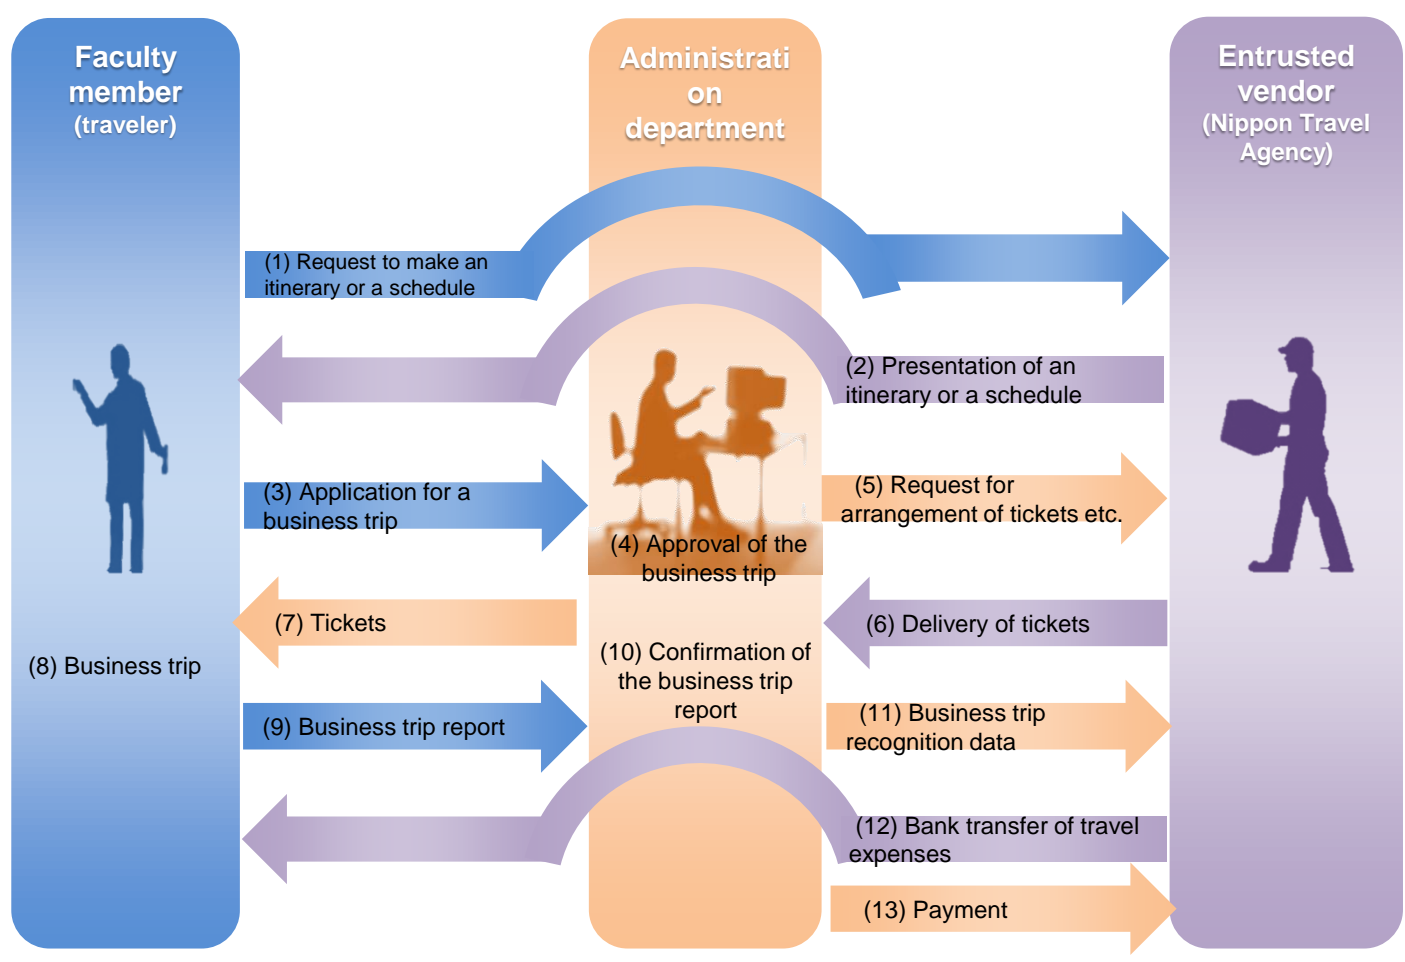 Faculty
member
(traveler)
Administrati
on
department
Entrusted
vendor
(Nippon Travel
Agency)
(1) Request to make an
itinerary or a schedule
(2) Presentation of an
itinerary or a schedule
(3) Application for a
business trip
(4) Approval of the
business trip
(5) Request for
arrangement of tickets etc.
(6) Delivery of tickets
(7) Tickets
(8) Business trip
(9) Business trip report
(10) Confirmation of
the business trip
report
(11) Business trip
recognition data
(12) Bank transfer of travel
expenses
(13) Payment